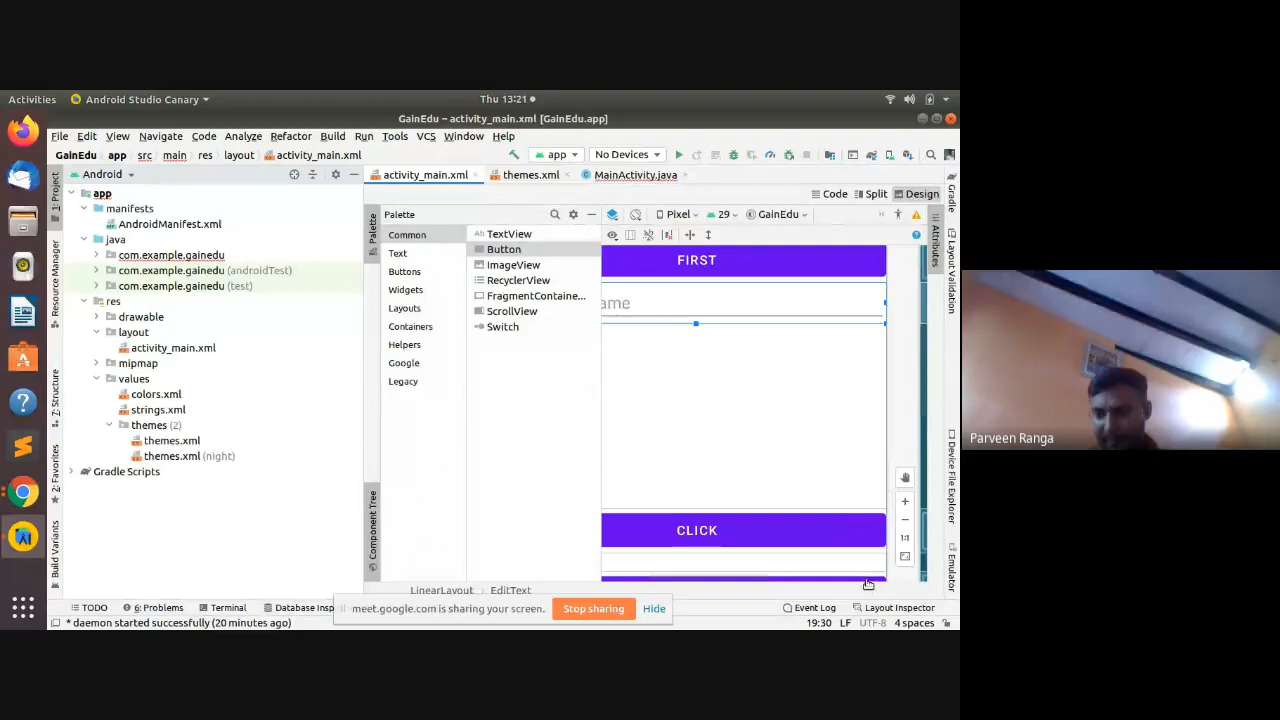 Activities Android Studio Canary Thu 13:21
GainEdu – activity_main.xml [GainEdu.app]
File Edit View Navigate Code Analyze Refactor Build Run Tools VCS Window Help
GainEdu app src main res layout activity_main.xml app No Devices
1: Project Android activity_main.xml themes.xml MainActivity.java Gradle
Code Split Design
app
manifests
AndroidManifest.xml
java
com.example.gainedu
com.example.gainedu (androidTest)
com.example.gainedu (test)
res
drawable
layout
activity_main.xml
mipmap
values
colors.xml
strings.xml
themes (2)
themes.xml
themes.xml (night)
Gradle Scripts
Resource Manager
Z: Structure
2: Favorites
Build Variants
Palette
Palette
Component Tree
Common
Text
Buttons
Widgets
Layouts
Containers
Helpers
Google
Legacy
Ab TextView
Button
ImageView
RecyclerView
FragmentContaine...
ScrollView
Switch
Pixel 29 GainEdu
FIRST
ame
CLICK
1:1
Attributes
Layout Validation
Device File Explorer
Emulator
LinearLayout EditText
TODO 6: Problems Terminal Database Insp
meet.google.com is sharing your screen. Stop sharing Hide
Event Log Layout Inspector
* daemon started successfully (20 minutes ago) 19:30 LF UTF-8 4 spaces
Parveen Ranga